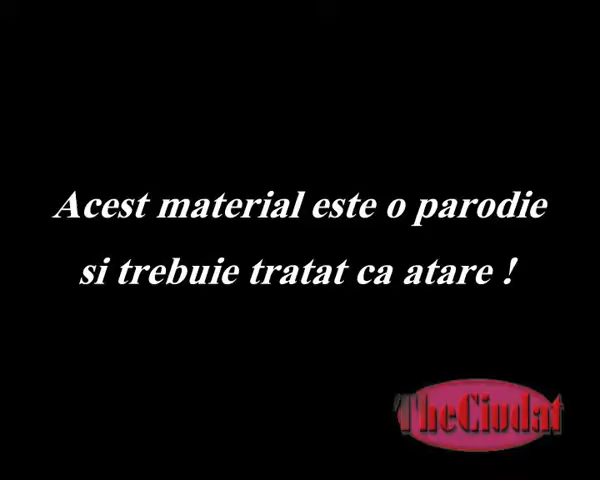 Acest material este o parodie
si trebuie tratat ca atare !
TheCiudat